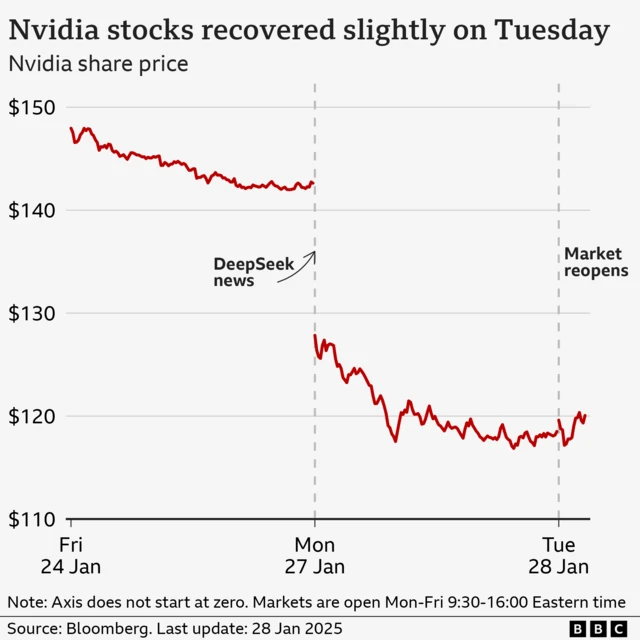 Nvidia stocks recovered slightly on Tuesday
Nvidia share price
$150
$140
$130
$120
$110
DeepSeek
news
Market
reopens
Fri
24 Jan
Mon
27 Jan
Tue
28 Jan
Note: Axis does not start at zero. Markets are open Mon-Fri 9:30-16:00 Eastern time
Source: Bloomberg. Last update: 28 Jan 2025
BBC